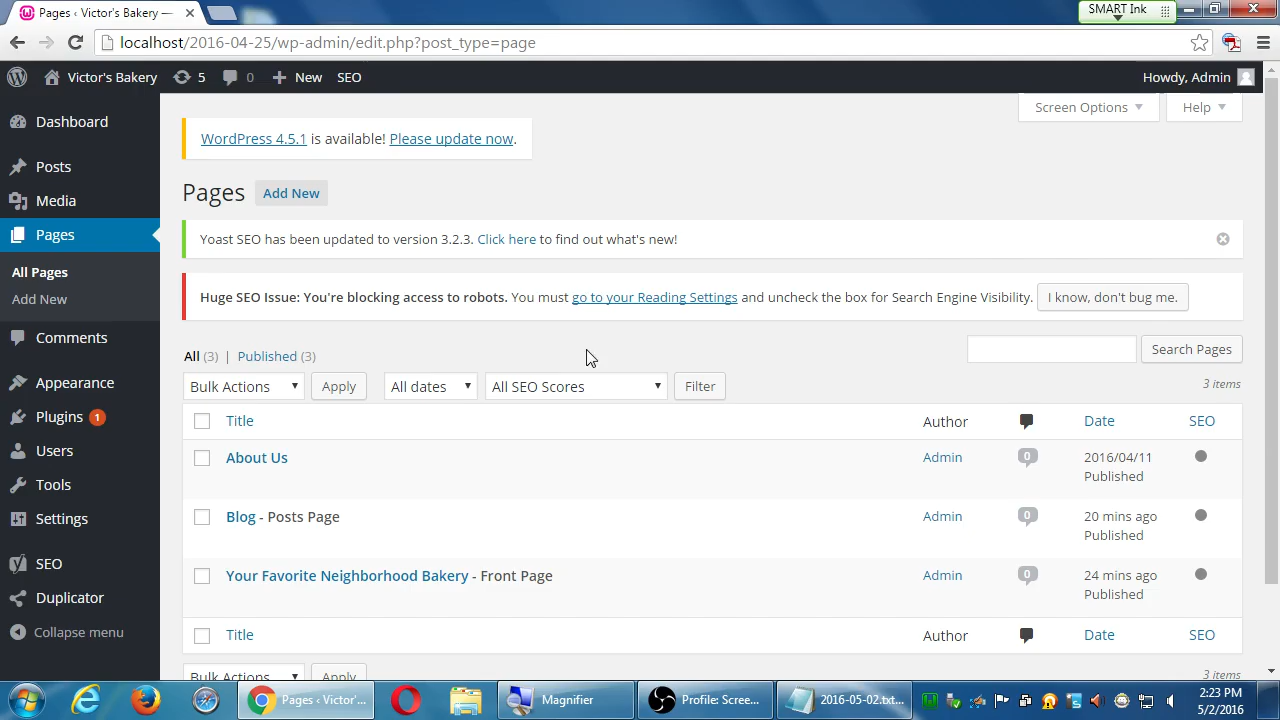 Pages ‹ Victor's Bakery —
SMART Ink
localhost/2016-04-25/wp-admin/edit.php?post_type=page
Victor's Bakery 5 0 New SEO Howdy, Admin
Screen Options Help
Dashboard
Posts
Media
Pages
All Pages
Add New
Comments
Appearance
Plugins 1
Users
Tools
Settings
SEO
Duplicator
Collapse menu
WordPress 4.5.1 is available! Please update now.
Pages Add New
Yoast SEO has been updated to version 3.2.3. Click here to find out what's new!
Huge SEO Issue: You're blocking access to robots. You must go to your Reading Settings and uncheck the box for Search Engine Visibility. I know, don't bug me.
All (3) | Published (3) Search Pages
Bulk Actions Apply All dates All SEO Scores Filter 3 items
Title Author Date SEO
About Us Admin 0 2016/04/11
Published
Blog - Posts Page Admin 0 20 mins ago
Published
Your Favorite Neighborhood Bakery - Front Page Admin 0 24 mins ago
Published
Title Author Date SEO
Bulk Actions Apply 3 items
Pages ‹ Victor'... Magnifier Profile: Scree... 2016-05-02.txt... 2:23 PM
5/2/2016